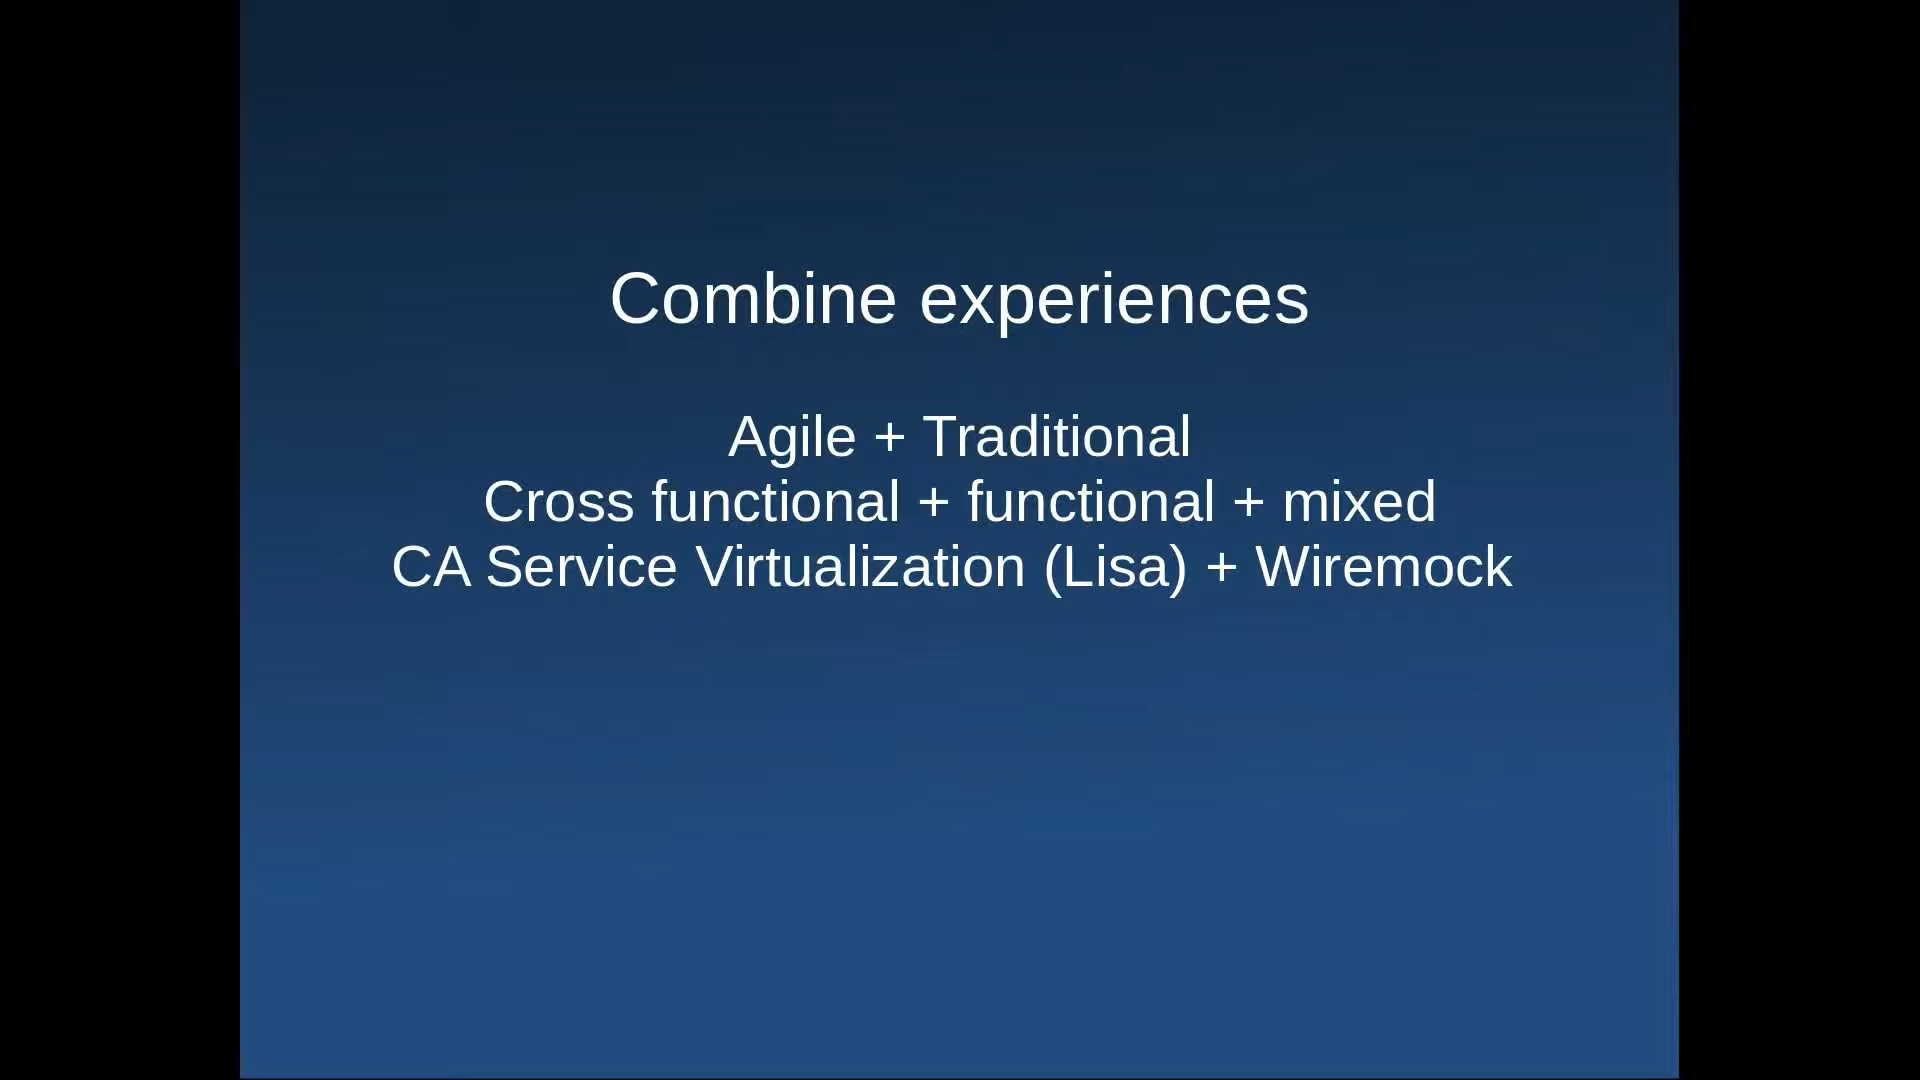 Combine experiences
Agile + Traditional
Cross functional + functional + mixed
CA Service Virtualization (Lisa) + Wiremock